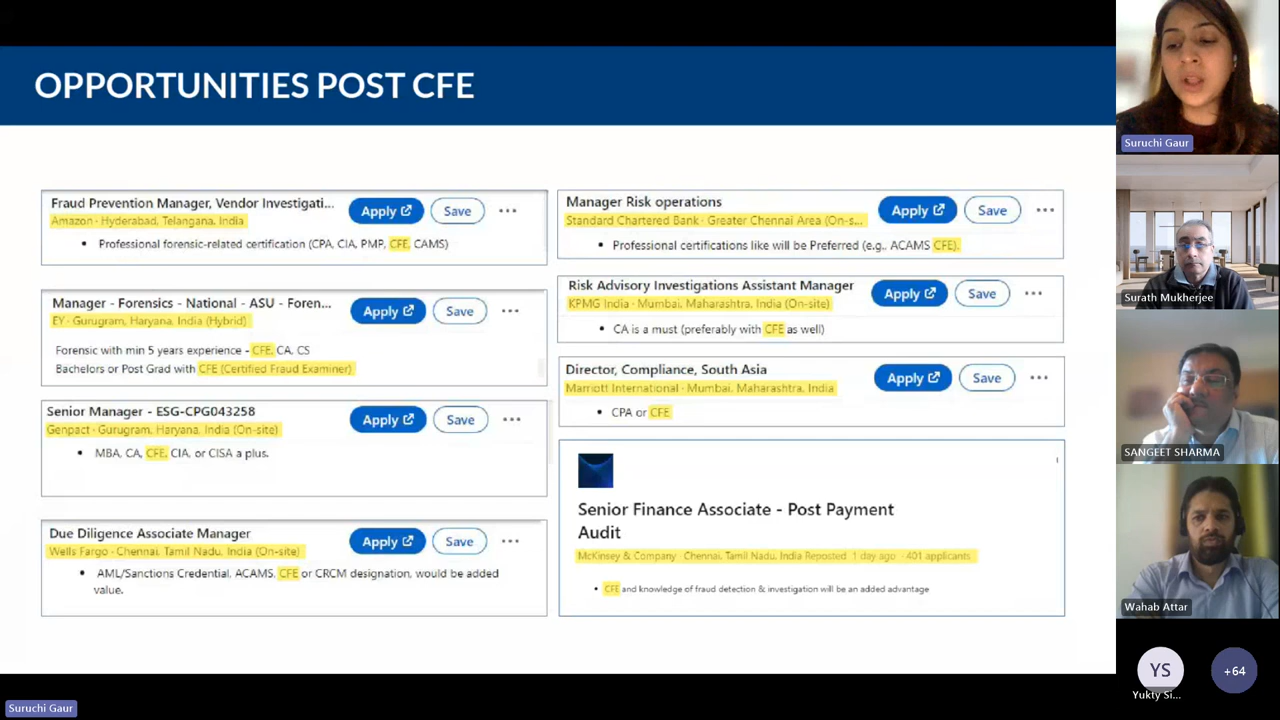 OPPORTUNITIES POST CFE
Fraud Prevention Manager, Vendor Investigati...
Amazon · Hyderabad, Telangana, India
Apply
Save
• Professional forensic-related certification (CPA, CIA, PMP, CFE, CAMS)
Manager - Forensics - National - ASU - Foren...
EY · Gurugram, Haryana, India (Hybrid)
Apply
Save
Forensic with min 5 years experience - CFE, CA, CS
Bachelors or Post Grad with CFE (Certified Fraud Examiner)
Senior Manager - ESG-CPG043258
Genpact · Gurugram, Haryana, India (On-site)
Apply
Save
• MBA, CA, CFE, CIA, or CISA a plus.
Due Diligence Associate Manager
Wells Fargo · Chennai, Tamil Nadu, India (On-site)
Apply
Save
• AML/Sanctions Credential, ACAMS, CFE or CRCM designation, would be added
value.
Manager Risk operations
Standard Chartered Bank · Greater Chennai Area (On-s...
Apply
Save
• Professional certifications like will be Preferred (e.g., ACAMS CFE).
Risk Advisory Investigations Assistant Manager
KPMG India · Mumbai, Maharashtra, India (On-site)
Apply
Save
• CA is a must (preferably with CFE as well)
Director, Compliance, South Asia
Marriott International · Mumbai, Maharashtra, India
Apply
Save
• CPA or CFE
Senior Finance Associate - Post Payment
Audit
McKinsey & Company · Chennai, Tamil Nadu, India Reposted 1 day ago · 401 applicants
• CFE and knowledge of fraud detection & investigation will be an added advantage
Suruchi Gaur
Surath Mukherjee
SANGEET SHARMA
Wahab Attar
YS
Yukty Si...
+64
Suruchi Gaur